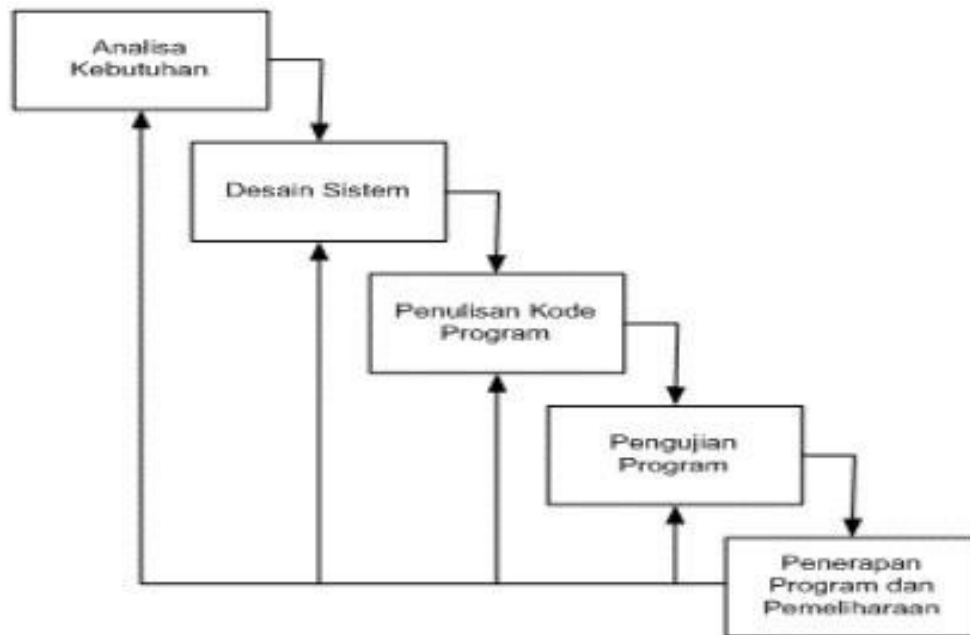 Analisa
Kebutuhan
Desain Sistem
Penulisan Kode
Program
Pengujian
Program
Penerapan
Program dan
Pemeliharaan